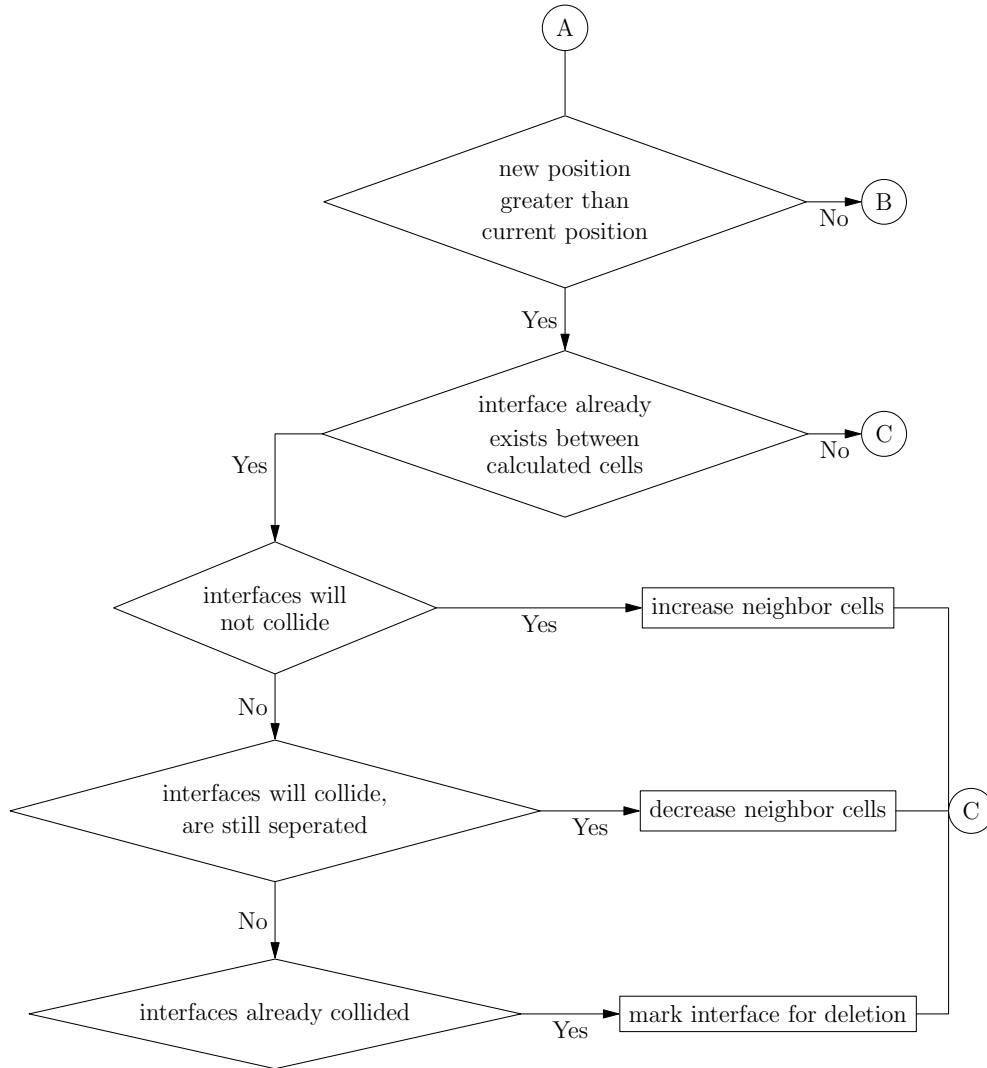 A
new position
greater than
current position
No
B
Yes
interface already
exists between
calculated cells
No
C
Yes
interfaces will
not collide
Yes
increase neighbor cells
No
interfaces will collide,
are still seperated
Yes
decrease neighbor cells
C
No
interfaces already collided
Yes
mark interface for deletion